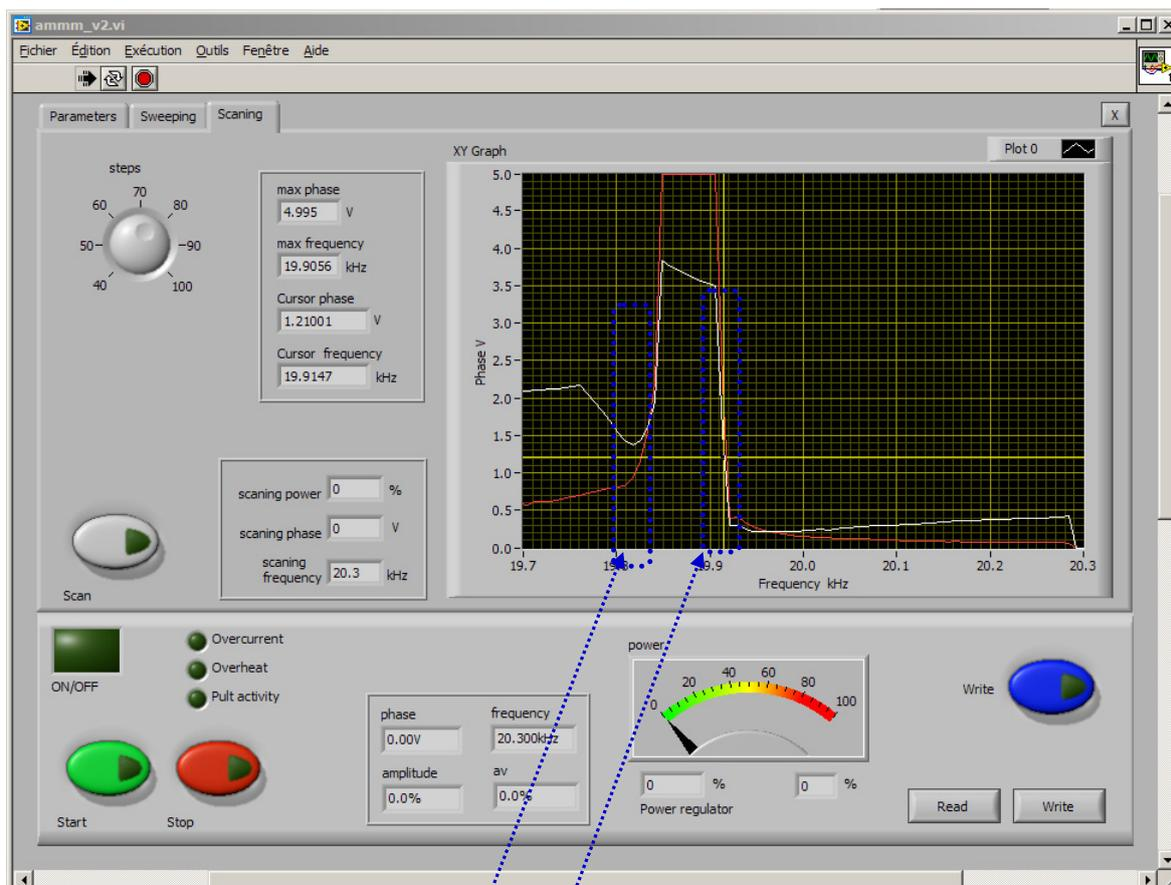 ammm_v2.vi
Fichier Édition Exécution Outils Fenêtre Aide
Parameters Sweeping Scaning X
steps
40 50 60 70 80 90 100
max phase
4.995 V
max frequency
19.9056 kHz
Cursor phase
1.21001 V
Cursor frequency
19.9147 kHz
XY Graph
Plot 0
Phase V
5.0
4.5
4.0
3.5
3.0
2.5
2.0
1.5
1.0
0.5
0.0
19.7 19.8 19.9 20.0 20.1 20.2 20.3
Frequency kHz
scaning power 0 %
scaning phase 0 V
scaning
frequency 20.3 kHz
Scan
ON/OFF
Overcurrent
Overheat
Pult activity
Start
Stop
phase frequency
0.00V 20.300kHz
amplitude av
0.0% 0.0%
power
0 20 40 60 80 100
0 % 0 %
Power regulator
Write
Read Write